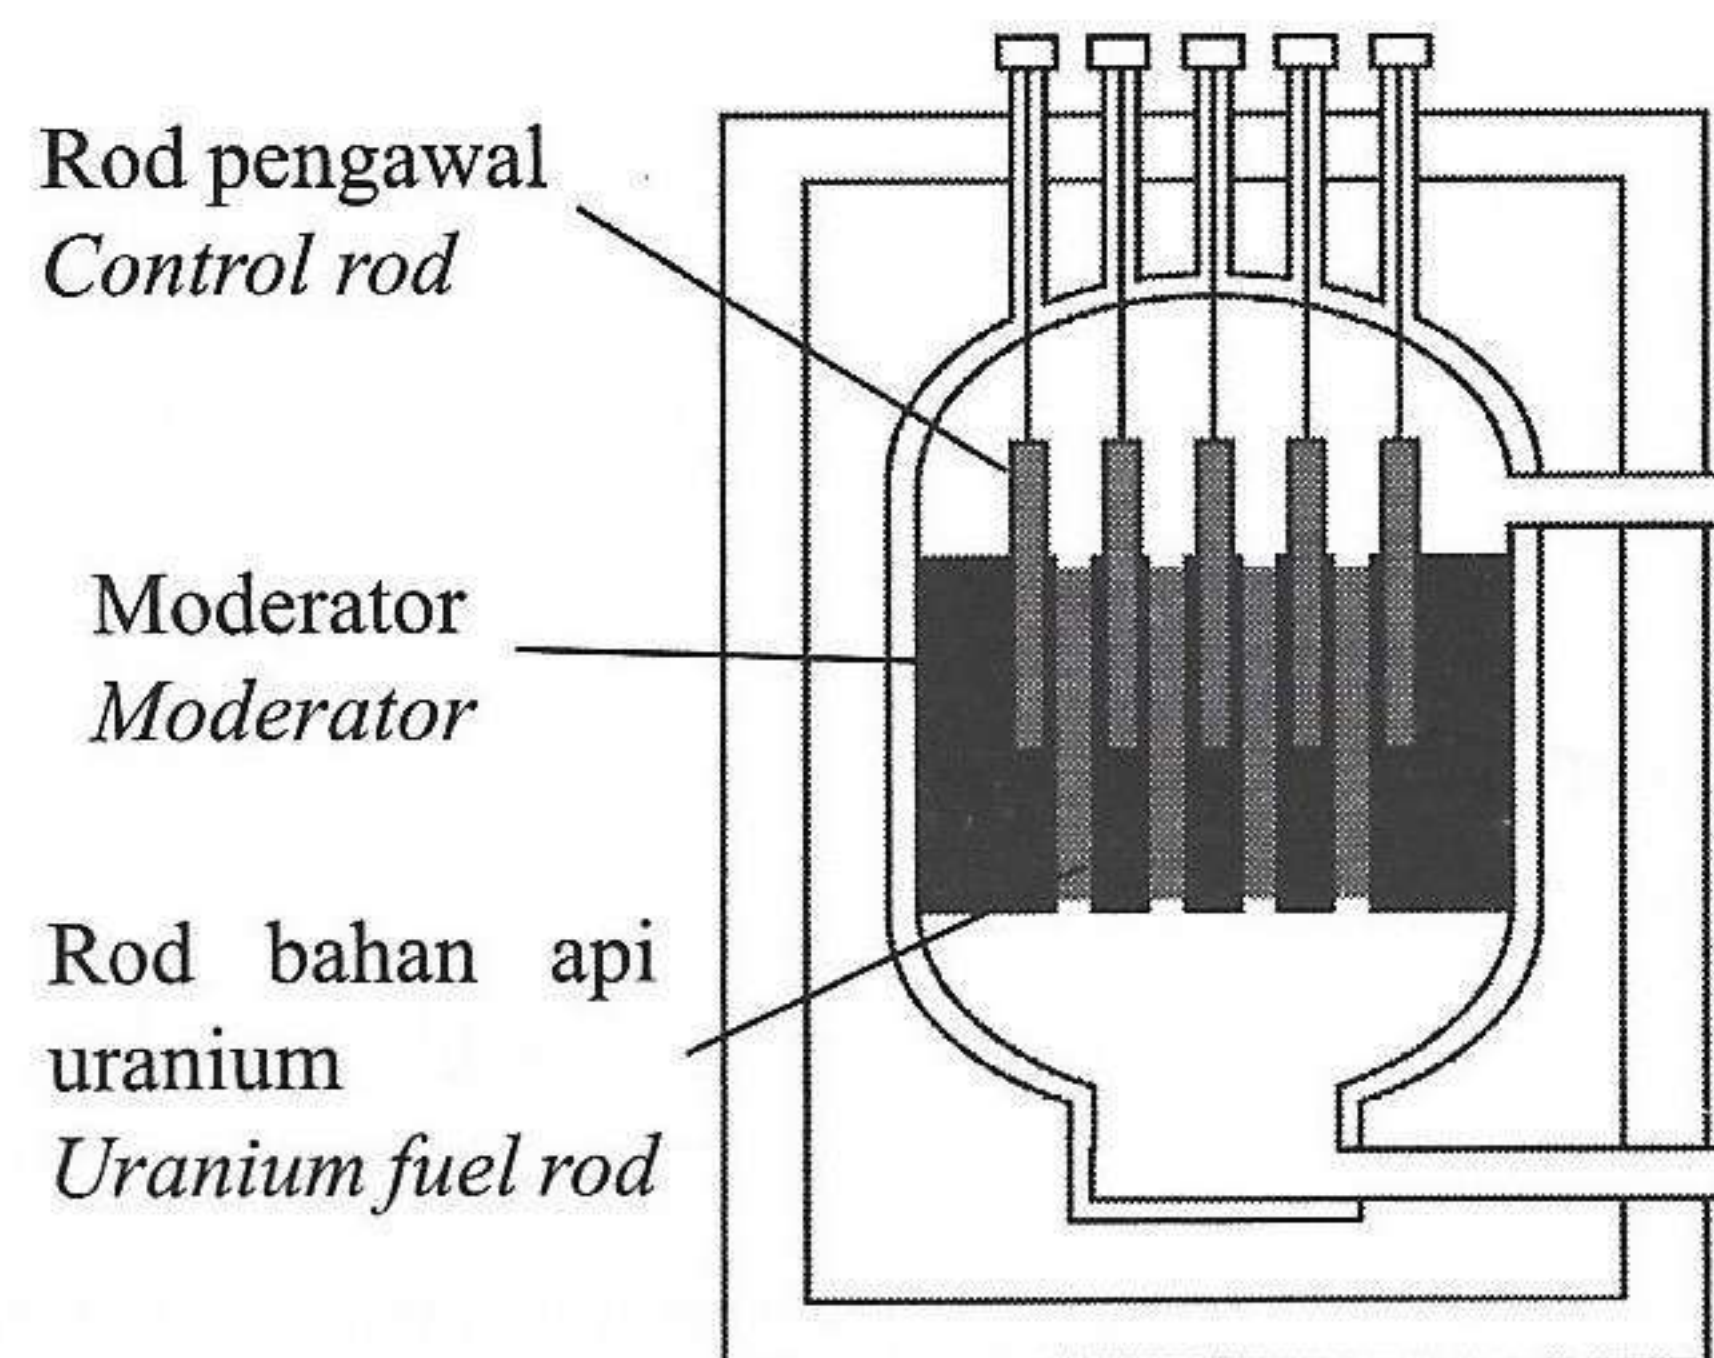 Rod pengawal
Control rod
Moderator
Moderator
Rod bahan api
uranium
Uranium fuel rod